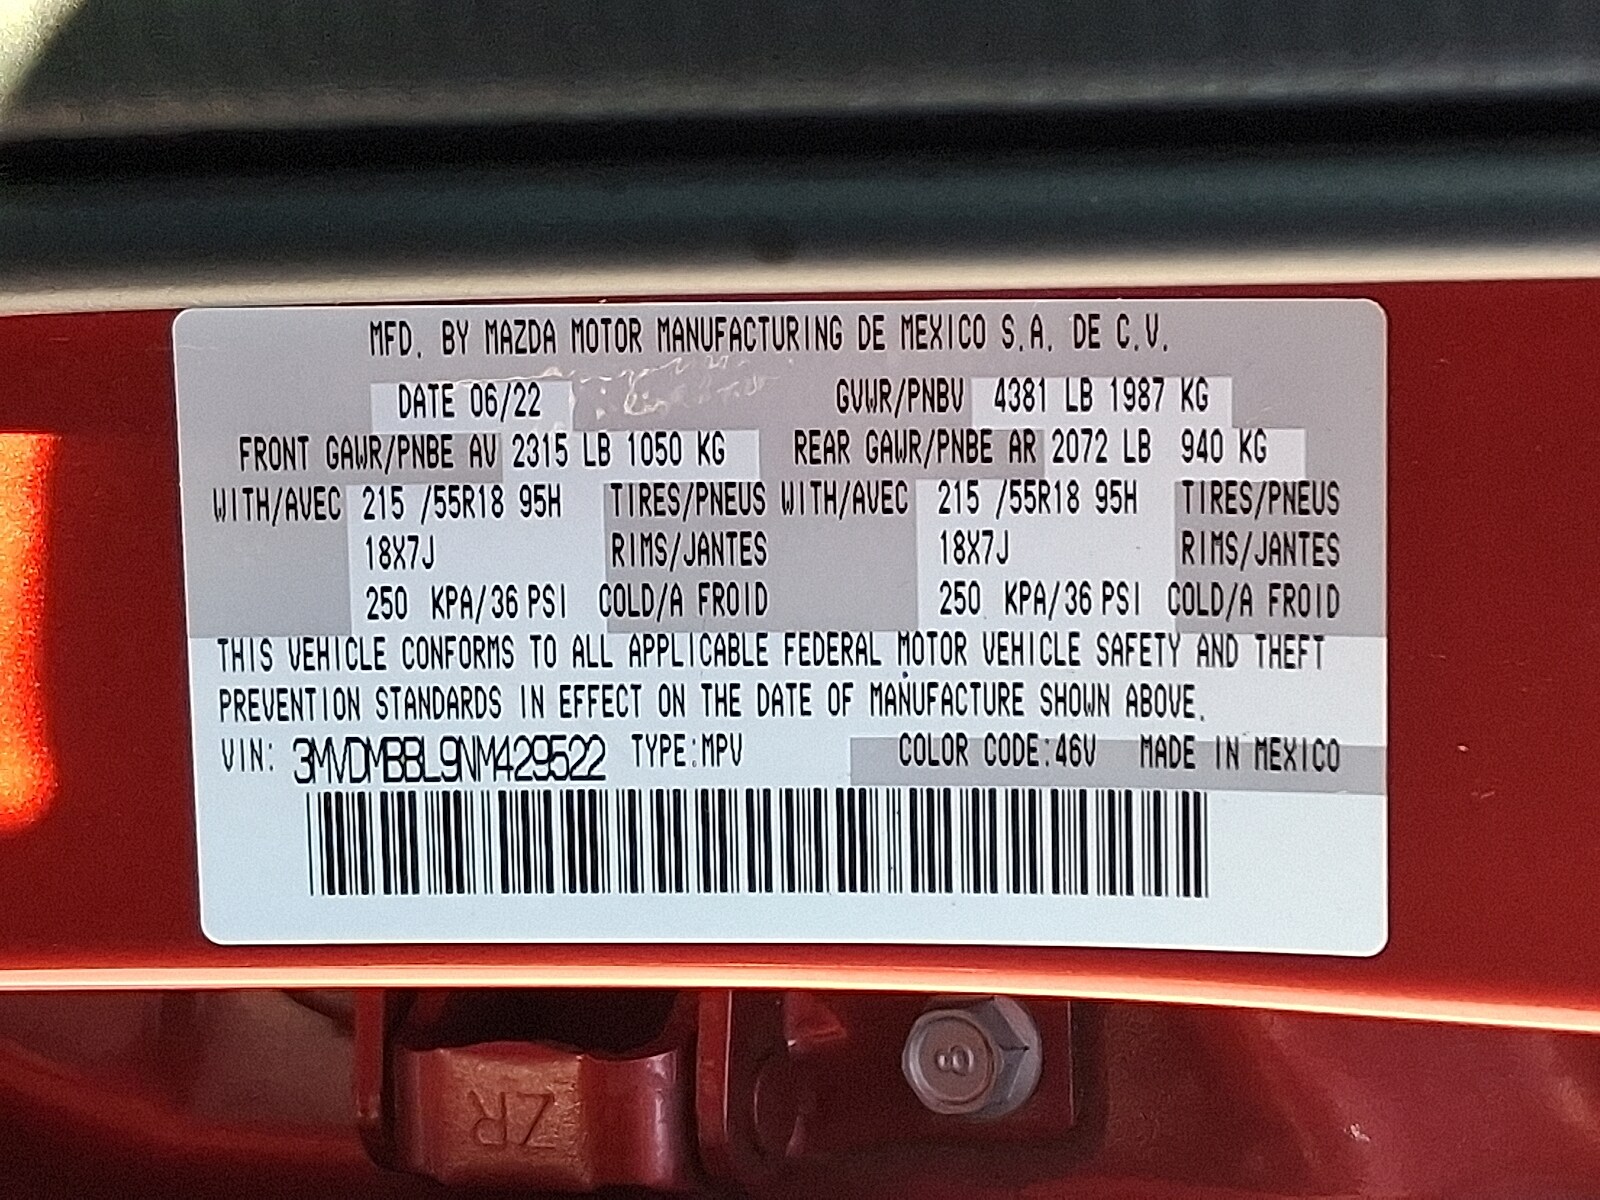 MFD. BY MAZDA MOTOR MANUFACTURING DE MEXICO S.A. DE C.V.
DATE 06/22 GVWR/PNBV 4381 LB 1987 KG
FRONT GAWR/PNBE AV 2315 LB 1050 KG REAR GAWR/PNBE AR 2072 LB 940 KG
WITH/AVEC 215 /55R18 95H TIRES/PNEUS WITH/AVEC 215 /55R18 95H TIRES/PNEUS
18X7J RIMS/JANTES 18X7J RIMS/JANTES
250 KPA/36 PSI COLD/A FROID 250 KPA/36 PSI COLD/A FROID
THIS VEHICLE CONFORMS TO ALL APPLICABLE FEDERAL MOTOR VEHICLE SAFETY AND THEFT
PREVENTION STANDARDS IN EFFECT ON THE DATE OF MANUFACTURE SHOWN ABOVE.
VIN: 3MVDMBBL9NM429522 TYPE:MPV COLOR CODE:46V MADE IN MEXICO
8
ZR